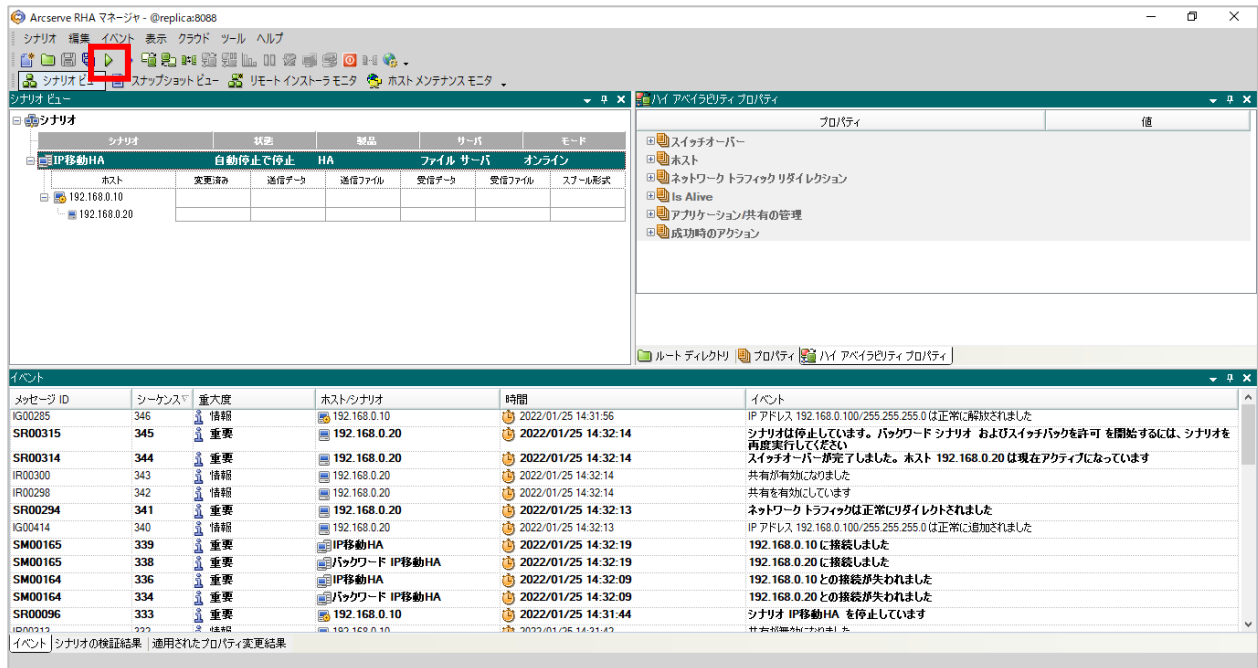 Arcserve RHA マネージャ - @replica:8088
シナリオ 編集 イベント 表示 クラウド ツール ヘルプ
シナリオ ビュー スナップショット ビュー リモート インストーラ モニタ ホスト メンテナンス モニタ
シナリオ ビュー
シナリオ
シナリオ 状態 製品 サーバ モード
IP移動HA 自動停止で停止 HA ファイル サーバ オンライン
ホスト 変更済み 送信データ 送信ファイル 受信データ 受信ファイル スプール形式
192.168.0.10
192.168.0.20
ハイ アベイラビリティ プロパティ
プロパティ 値
スイッチオーバー
ホスト
ネットワーク トラフィック リダイレクション
Is Alive
アプリケーション/共有の管理
成功時のアクション
ルート ディレクトリ プロパティ ハイ アベイラビリティ プロパティ
イベント
メッセージ ID シーケンス 重大度 ホスト/シナリオ 時間 イベント
IG00285 346 情報 192.168.0.10 2022/01/25 14:31:56 IP アドレス 192.168.0.100/255.255.255.0 は正常に解放されました
SR00315 345 重要 192.168.0.20 2022/01/25 14:32:14 シナリオは停止しています。バックワード シナリオ およびスイッチバックを許可 を開始するには、シナリオを
再度実行してください
SR00314 344 重要 192.168.0.20 2022/01/25 14:32:14 スイッチオーバーが完了しました。ホスト 192.168.0.20 は現在アクティブになっています
IR00300 343 情報 192.168.0.20 2022/01/25 14:32:14 共有が有効になりました
IR00298 342 情報 192.168.0.20 2022/01/25 14:32:14 共有を有効にしています
SR00294 341 重要 192.168.0.20 2022/01/25 14:32:13 ネットワーク トラフィックは正常にリダイレクトされました
IG00414 340 情報 192.168.0.20 2022/01/25 14:32:13 IP アドレス 192.168.0.100/255.255.255.0 は正常に追加されました
SM00165 339 重要 IP移動HA 2022/01/25 14:32:19 192.168.0.10 に接続しました
SM00165 338 重要 バックワード IP移動HA 2022/01/25 14:32:19 192.168.0.20 に接続しました
SM00164 336 重要 IP移動HA 2022/01/25 14:32:09 192.168.0.10 との接続が失われました
SM00164 334 重要 バックワード IP移動HA 2022/01/25 14:32:09 192.168.0.20 との接続が失われました
SR00096 333 重要 192.168.0.10 2022/01/25 14:31:44 シナリオ IP移動HA を停止しています
332 情報 192.168.0.10 2022/01/25 14:31:42 共有が無効になりました
イベント シナリオの検証結果 適用されたプロパティ変更結果